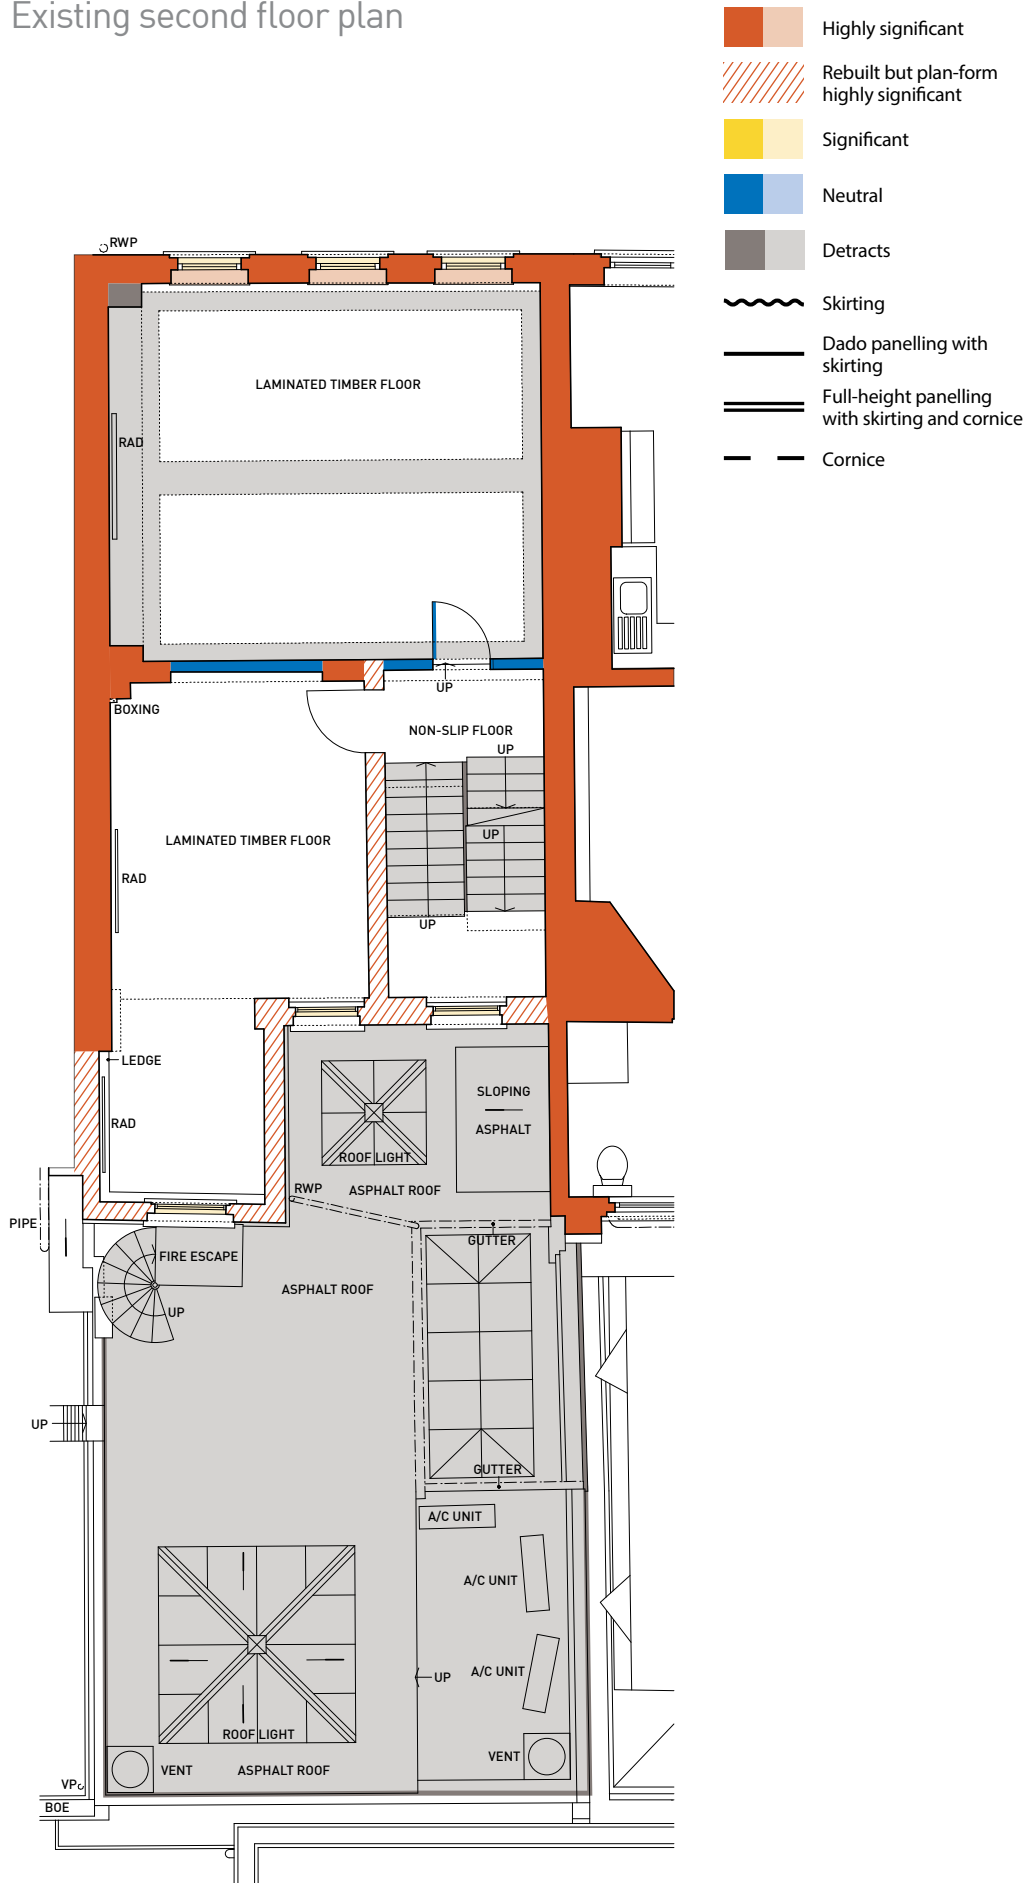 Existing second floor plan
Highly significant
Rebuilt but plan-form
highly significant
Significant
Neutral
Detracts
Skirting
Dado panelling with
skirting
Full-height panelling
with skirting and cornice
Cornice
RWP
LAMINATED TIMBER FLOOR
RAD
UP
BOXING
NON-SLIP FLOOR
UP
UP
LAMINATED TIMBER FLOOR
RAD
UP
LEDGE
SLOPING
ASPHALT
RAD
ROOF LIGHT
RWP
ASPHALT ROOF
PIPE
GUTTER
FIRE ESCAPE
ASPHALT ROOF
UP
UP
GUTTER
A/C UNIT
A/C UNIT
A/C UNIT
UP
ROOF LIGHT
VENT
VENT
ASPHALT ROOF
VP
BOE